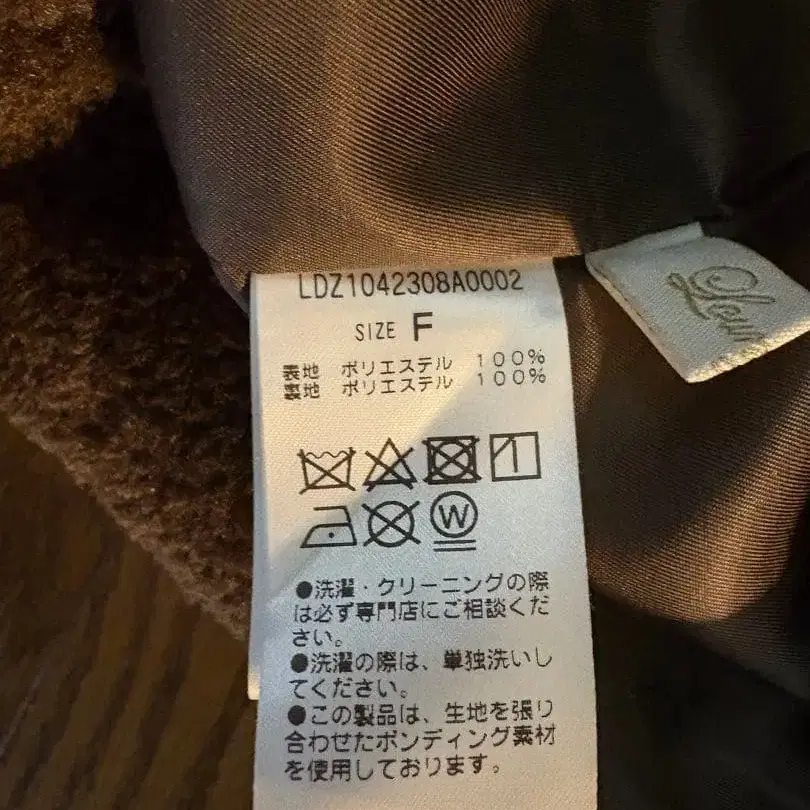 LDZ1042308A0002
SIZE F
表地 ポリエステル 100%
裏地 ポリエステル 100%
W
●洗濯・クリーニングの際
は必ず専門店にご相談くだ
さい。
●洗濯の際は、単独洗いし
てください。
●この製品は、生地を張り
合わせたボンディング素材
を使用しております。